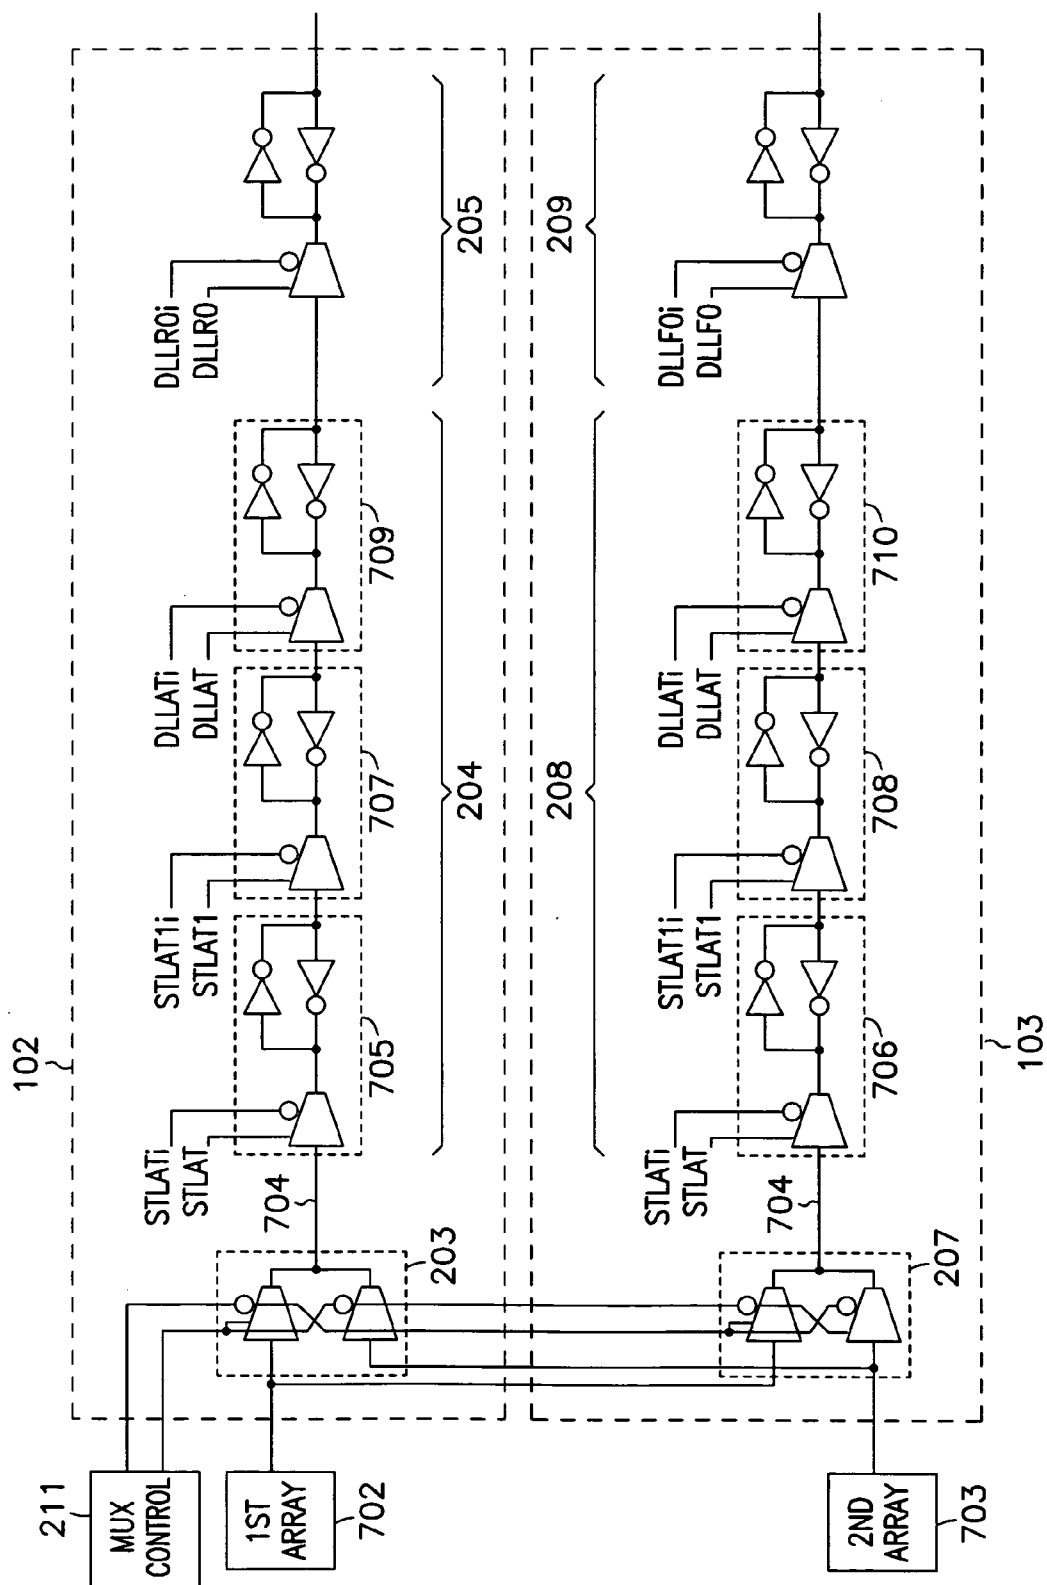 102
DLLR0i
DLLR0
205
DLLATi
DLLAT
709
STLAT1i
STLAT1
707
204
STLATi
STLAT
705
704
203
211
MUX
CONTROL
1ST
ARRAY
702
DLLF0i
DLLF0
209
DLLATi
DLLAT
710
STLAT1i
STLAT1
708
208
STLATi
STLAT
706
704
207
103
2ND
ARRAY
703